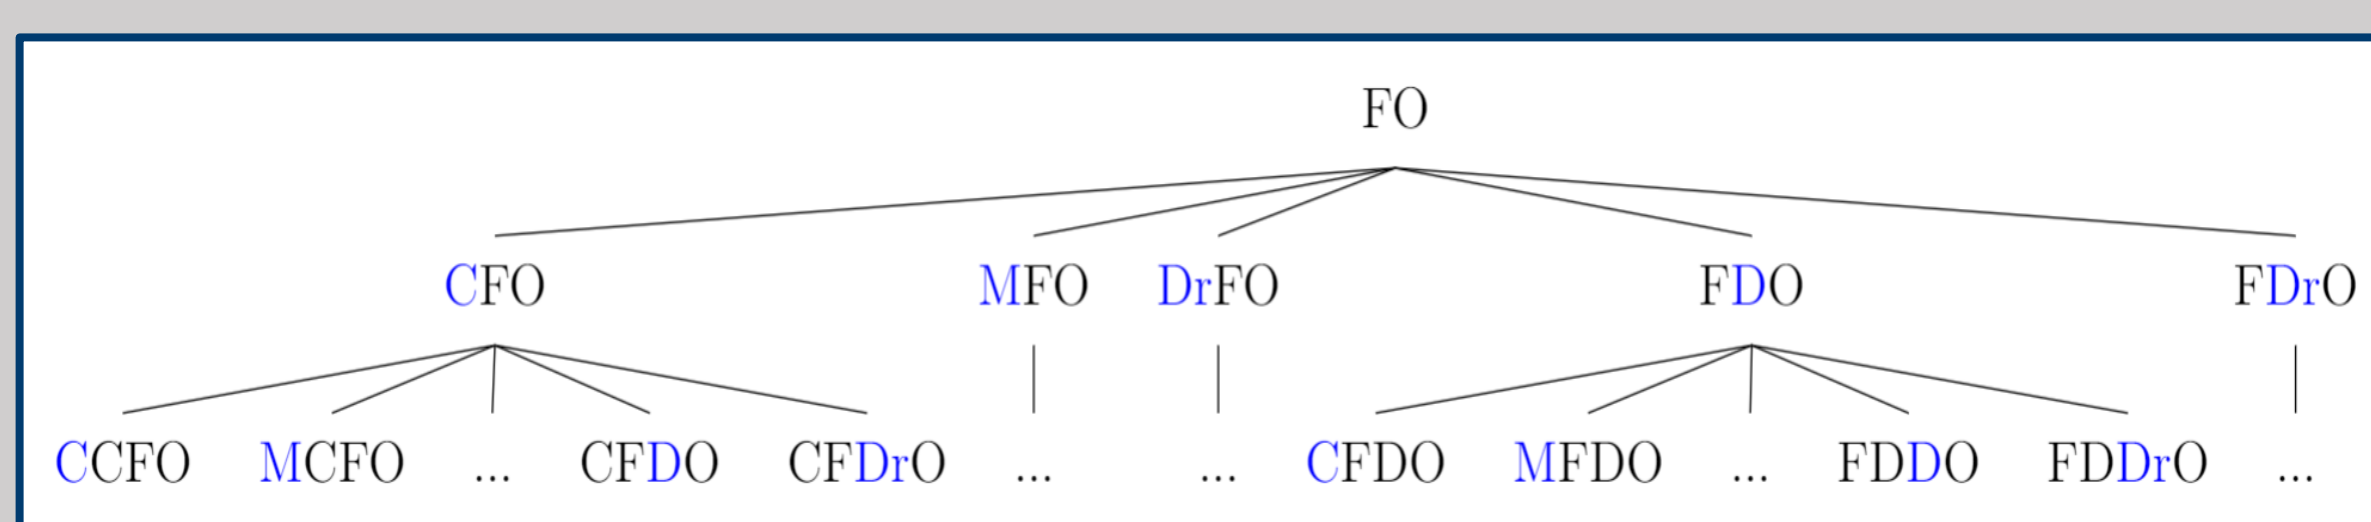 FO
CFO MFO DrFO FDO FDrO
CCFO MCFO ... CFDO CFDrO ... ... CFDO MFDO ... FDDO FDDrO ...